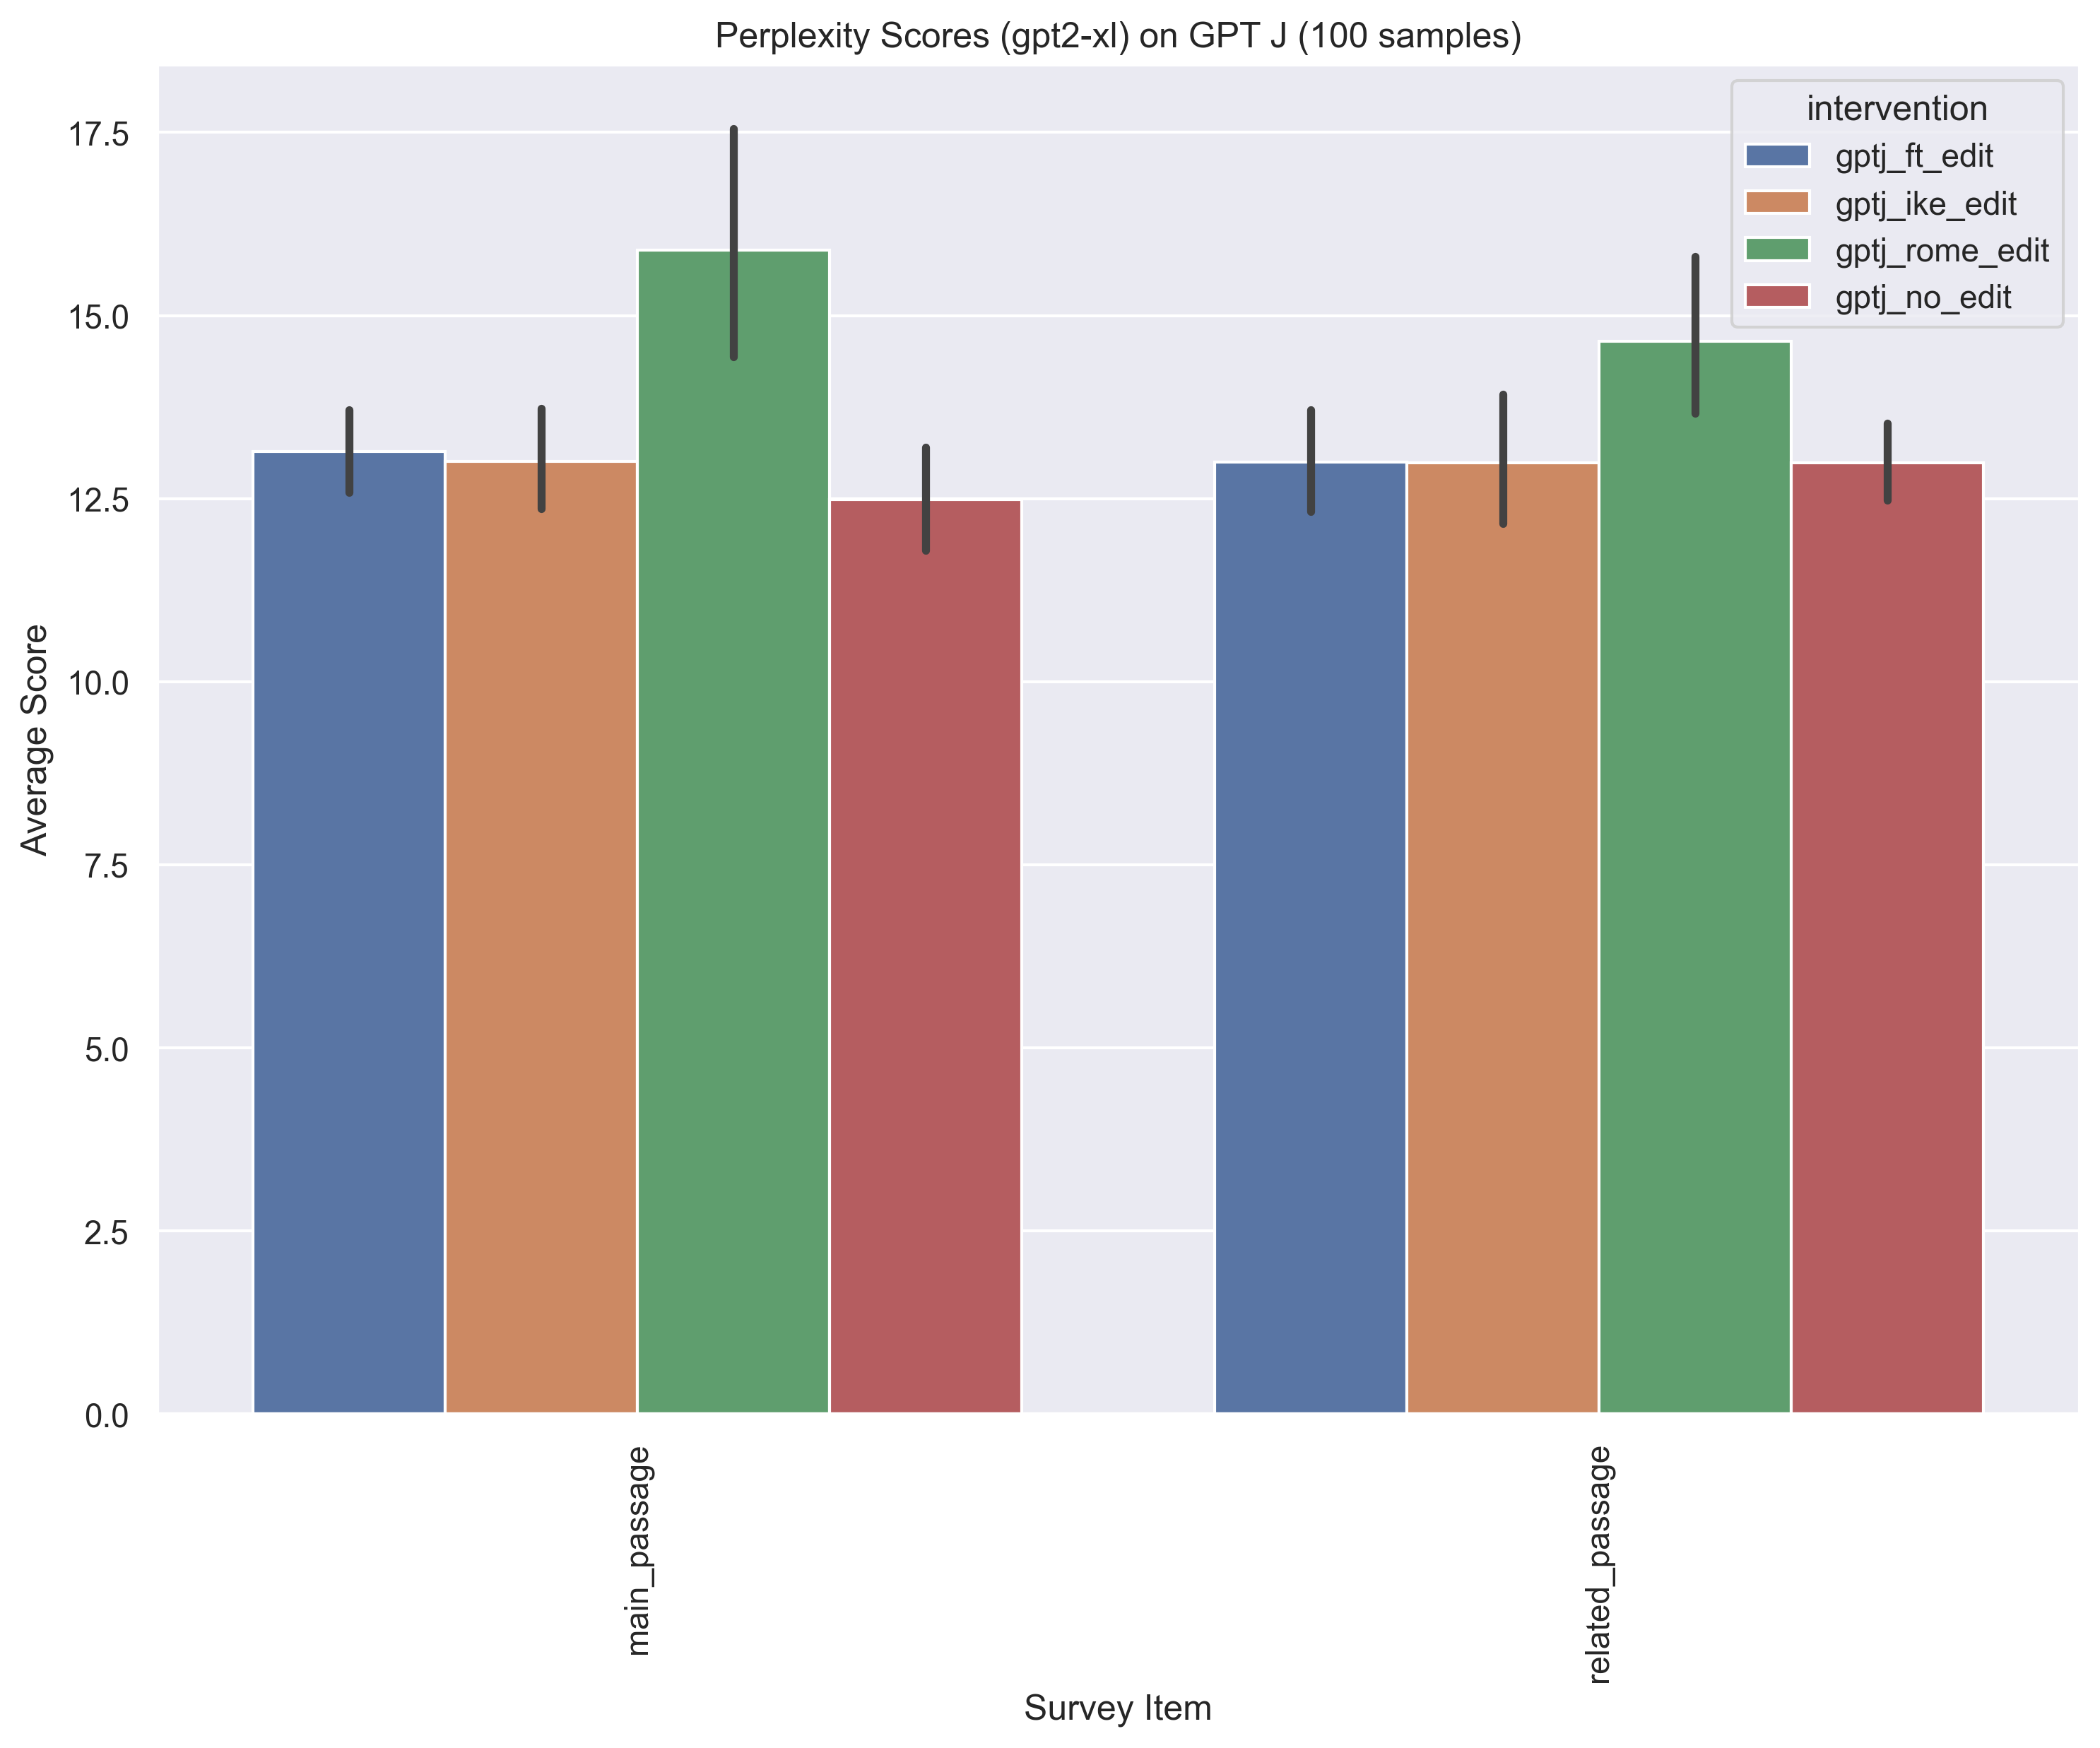 Perplexity Scores (gpt2-xl) on GPT J (100 samples)
intervention
gptj_ft_edit
gptj_ike_edit
gptj_rome_edit
gptj_no_edit
Average Score
17.5
15.0
12.5
10.0
7.5
5.0
2.5
0.0
main_passage
related_passage
Survey Item